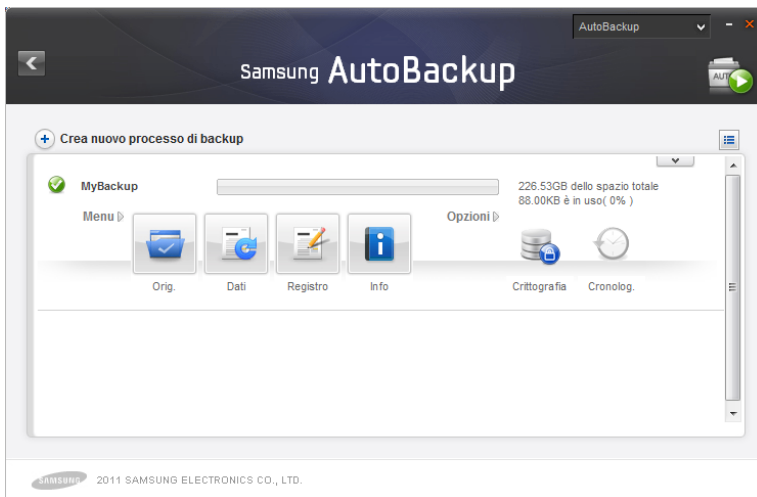 AutoBackup
samsung AutoBackup
AUTO
Crea nuovo processo di backup
MyBackup
226.53GB dello spazio totale
88.00KB è in uso( 0% )
Menu
Opzioni
Orig.
Dati
Registro
Info
Crittografia
Cronolog.
SAMSUNG
2011 SAMSUNG ELECTRONICS CO., LTD.